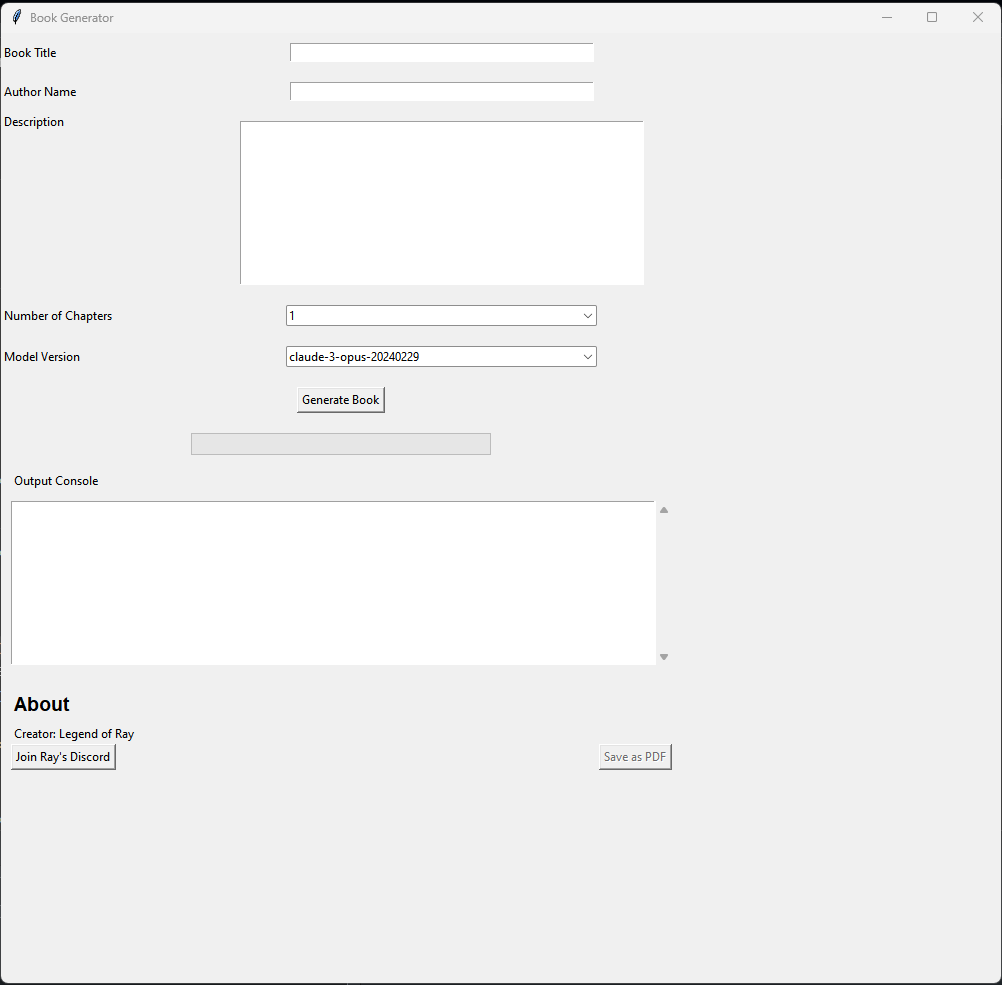 Book Generator
Book Title
Author Name
Description
Number of Chapters 1
Model Version claude-3-opus-20240229
Generate Book
Output Console
About
Creator: Legend of Ray
Join Ray's Discord Save as PDF